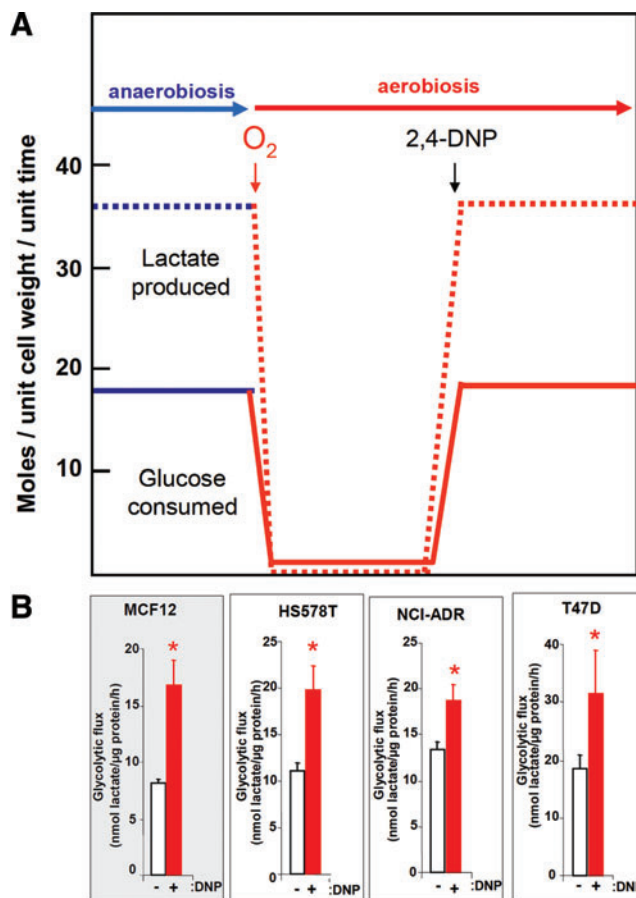 A
anaerobiosis
aerobiosis
O₂
2,4-DNP
Moles / unit cell weight / unit time
40
30
20
10
Lactate
produced
Glucose
consumed
B
MCF12
Glycolytic flux
(nmol lactate/µg protein/h)
20
15
10
5
0
*
- + :DNP
HS578T
Glycolytic flux
(nmol lactate/µg protein/h)
25
20
15
10
5
0
*
- + :DNP
NCI-ADR
Glycolytic flux
(nmol lactate/µg protein/h)
25
20
15
10
5
0
*
- + :DNP
T47D
Glycolytic flux
(nmol lactate/µg protein/h)
40
30
20
10
0
*
- + :DNP